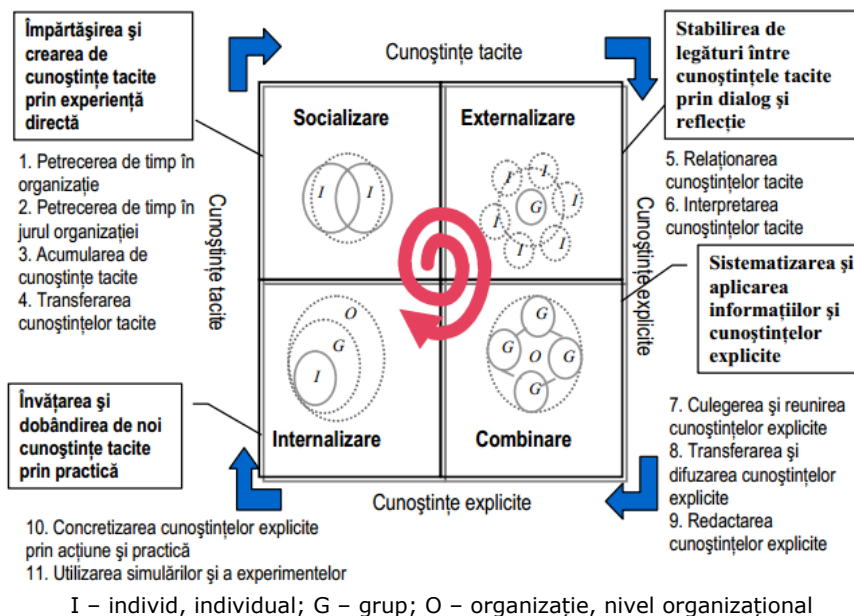 Împărtăşirea şi
crearea de
cunoştinţe tacite
prin experienţă
directă
Cunoştinţe tacite
Stabilirea de
legături între
cunoştinţele tacite
prin dialog şi
reflecţie
Socializare
Externalizare
1. Petrecerea de timp în
organizaţie
2. Petrecerea de timp în
jurul organizaţiei
3. Acumularea de
cunoştinţe tacite
4. Transferarea
cunoştinţelor tacite
Cunoştinţe tacite
I
I
I
I
I
I
I
I
G
5. Relaţionarea
cunoştinţelor tacite
6. Interpretarea
cunoştinţelor tacite
Cunoştinţe explicite
Sistematizarea şi
aplicarea
informaţiilor şi
cunoştinţelor
explicite
O
G
I
G
G
O
G
G
Învăţarea şi
dobândirea de noi
cunoştinţe tacite
prin practică
Internalizare
Combinare
7. Culegerea şi reunirea
cunoştinţelor explicite
8. Transferarea şi
difuzarea cunoştinţelor
explicite
9. Redactarea
cunoştinţelor explicite
Cunoştinţe explicite
10. Concretizarea cunoştinţelor explicite
prin acţiune şi practică
11. Utilizarea simulărilor şi a experimentelor
I – individ, individual; G – grup; O – organizaţie, nivel organizaţional